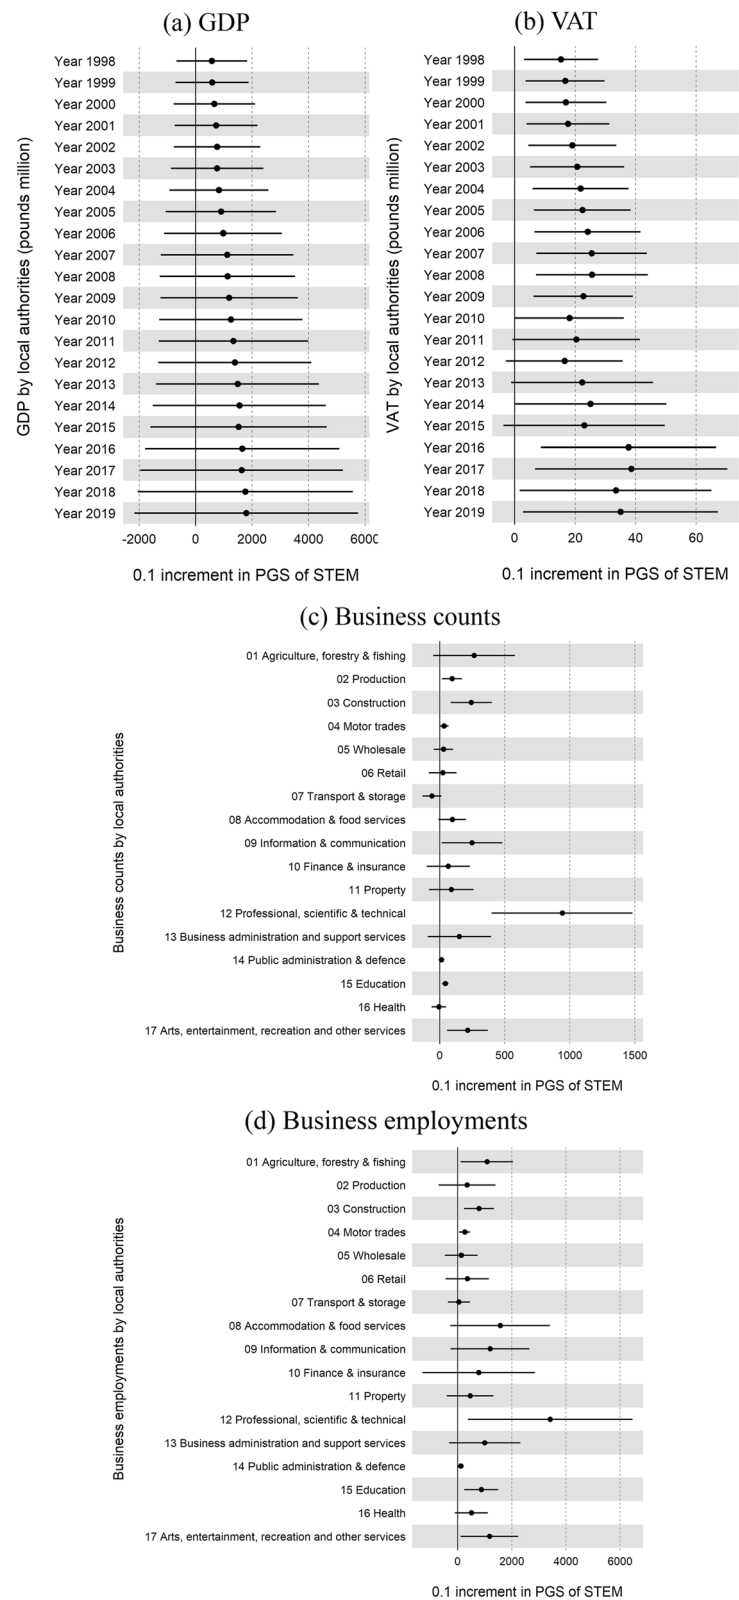 (a) GDP
GDP by local authorities (pounds million)
Year 1998
Year 1999
Year 2000
Year 2001
Year 2002
Year 2003
Year 2004
Year 2005
Year 2006
Year 2007
Year 2008
Year 2009
Year 2010
Year 2011
Year 2012
Year 2013
Year 2014
Year 2015
Year 2016
Year 2017
Year 2018
Year 2019
-2000 0 2000 4000 6000
0.1 increment in PGS of STEM
(b) VAT
VAT by local authorities (pounds million)
Year 1998
Year 1999
Year 2000
Year 2001
Year 2002
Year 2003
Year 2004
Year 2005
Year 2006
Year 2007
Year 2008
Year 2009
Year 2010
Year 2011
Year 2012
Year 2013
Year 2014
Year 2015
Year 2016
Year 2017
Year 2018
Year 2019
0 20 40 60
0.1 increment in PGS of STEM
(c) Business counts
Business counts by local authorities
01 Agriculture, forestry & fishing
02 Production
03 Construction
04 Motor trades
05 Wholesale
06 Retail
07 Transport & storage
08 Accommodation & food services
09 Information & communication
10 Finance & insurance
11 Property
12 Professional, scientific & technical
13 Business administration and support services
14 Public administration & defence
15 Education
16 Health
17 Arts, entertainment, recreation and other services
0 500 1000 1500
0.1 increment in PGS of STEM
(d) Business employments
Business employments by local authorities
01 Agriculture, forestry & fishing
02 Production
03 Construction
04 Motor trades
05 Wholesale
06 Retail
07 Transport & storage
08 Accommodation & food services
09 Information & communication
10 Finance & insurance
11 Property
12 Professional, scientific & technical
13 Business administration and support services
14 Public administration & defence
15 Education
16 Health
17 Arts, entertainment, recreation and other services
0 2000 4000 6000
0.1 increment in PGS of STEM